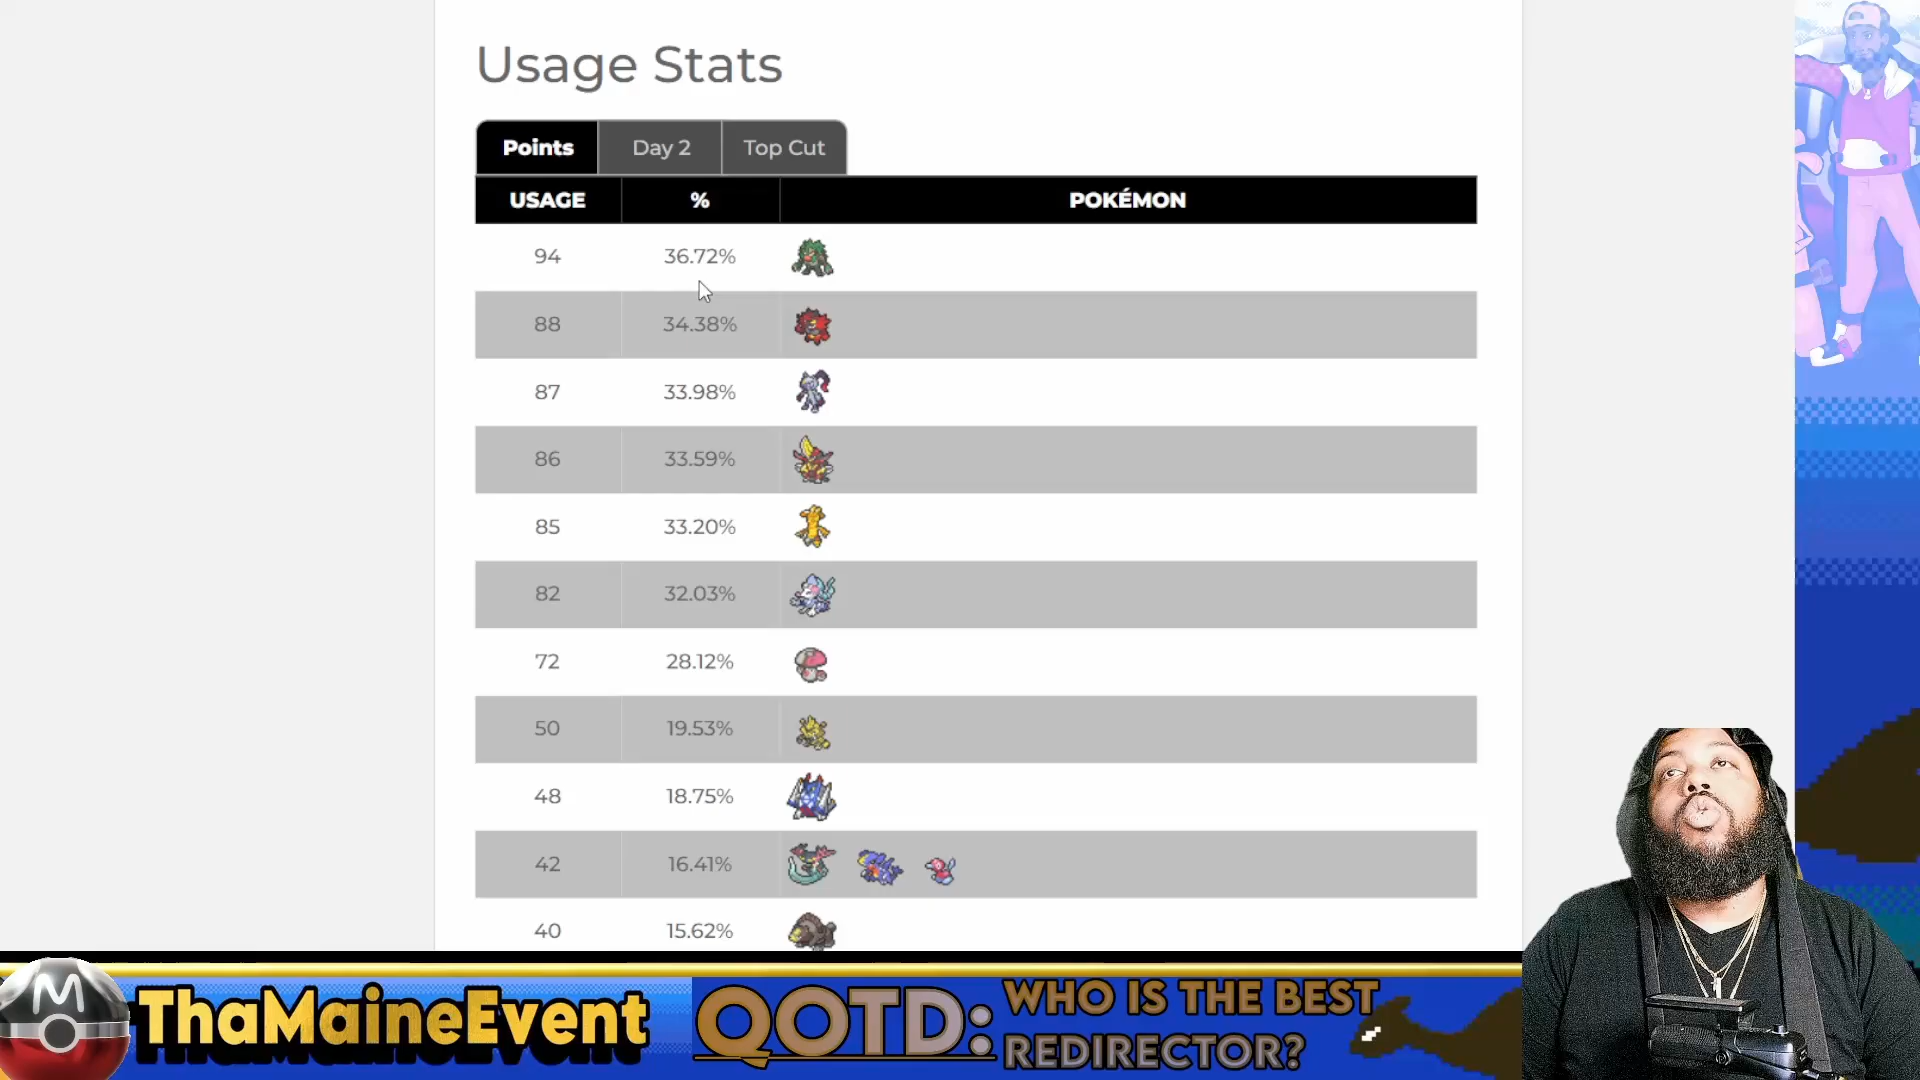 Usage Stats
Points Day 2 Top Cut
USAGE % POKÉMON
94 36.72%
88 34.38%
87 33.98%
86 33.59%
85 33.20%
82 32.03%
72 28.12%
50 19.53%
48 18.75%
42 16.41%
40 15.62%
M
ThaMaineEvent
QOTD: WHO IS THE BEST
REDIRECTOR?